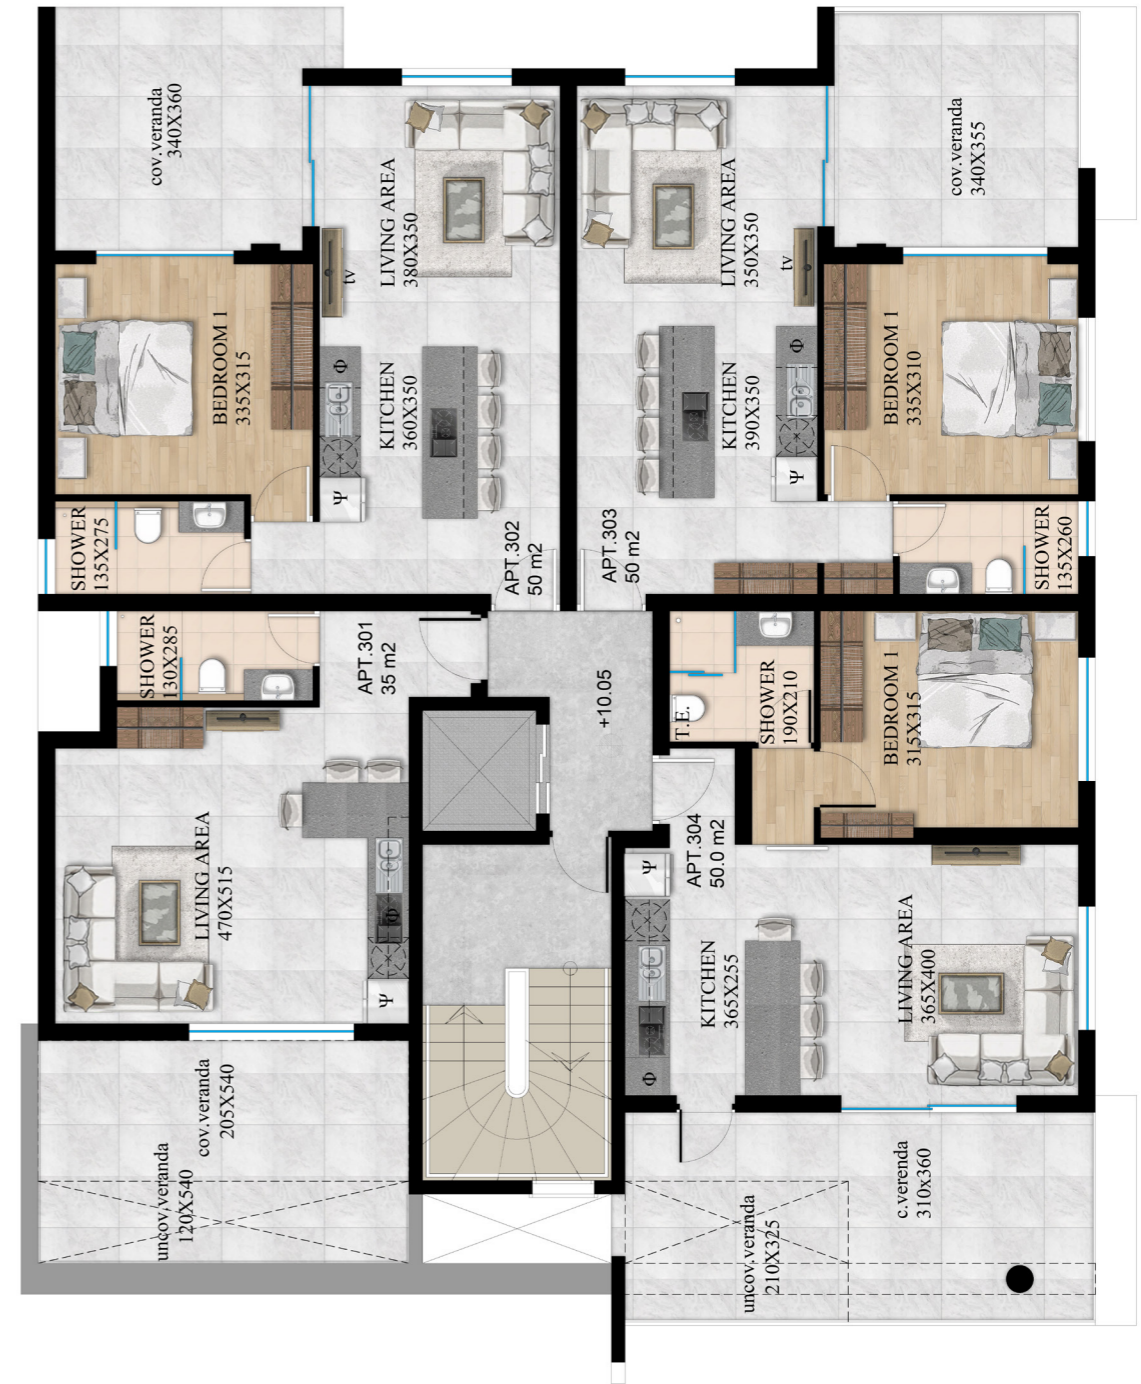 cov.veranda
340X360
LIVING AREA
380X350
tv
BEDROOM 1
335X315
KITCHEN
360X350
Φ
Ψ
SHOWER
135X275
APT.302
50 m2
cov.veranda
340X355
LIVING AREA
350X350
tv
BEDROOM 1
335X310
KITCHEN
390X350
Φ
Ψ
SHOWER
135X260
APT.303
50 m2
SHOWER
130X285
APT.301
35 m2
LIVING AREA
470X515
Φ
Ψ
cov.veranda
205X540
uncov.veranda
120X540
+10.05
T.E.
SHOWER
190X210
BEDROOM 1
315X315
APT.304
50.0 m2
Ψ
KITCHEN
365X255
Φ
LIVING AREA
365X400
c.verenda
310x360
uncov.veranda
210X325